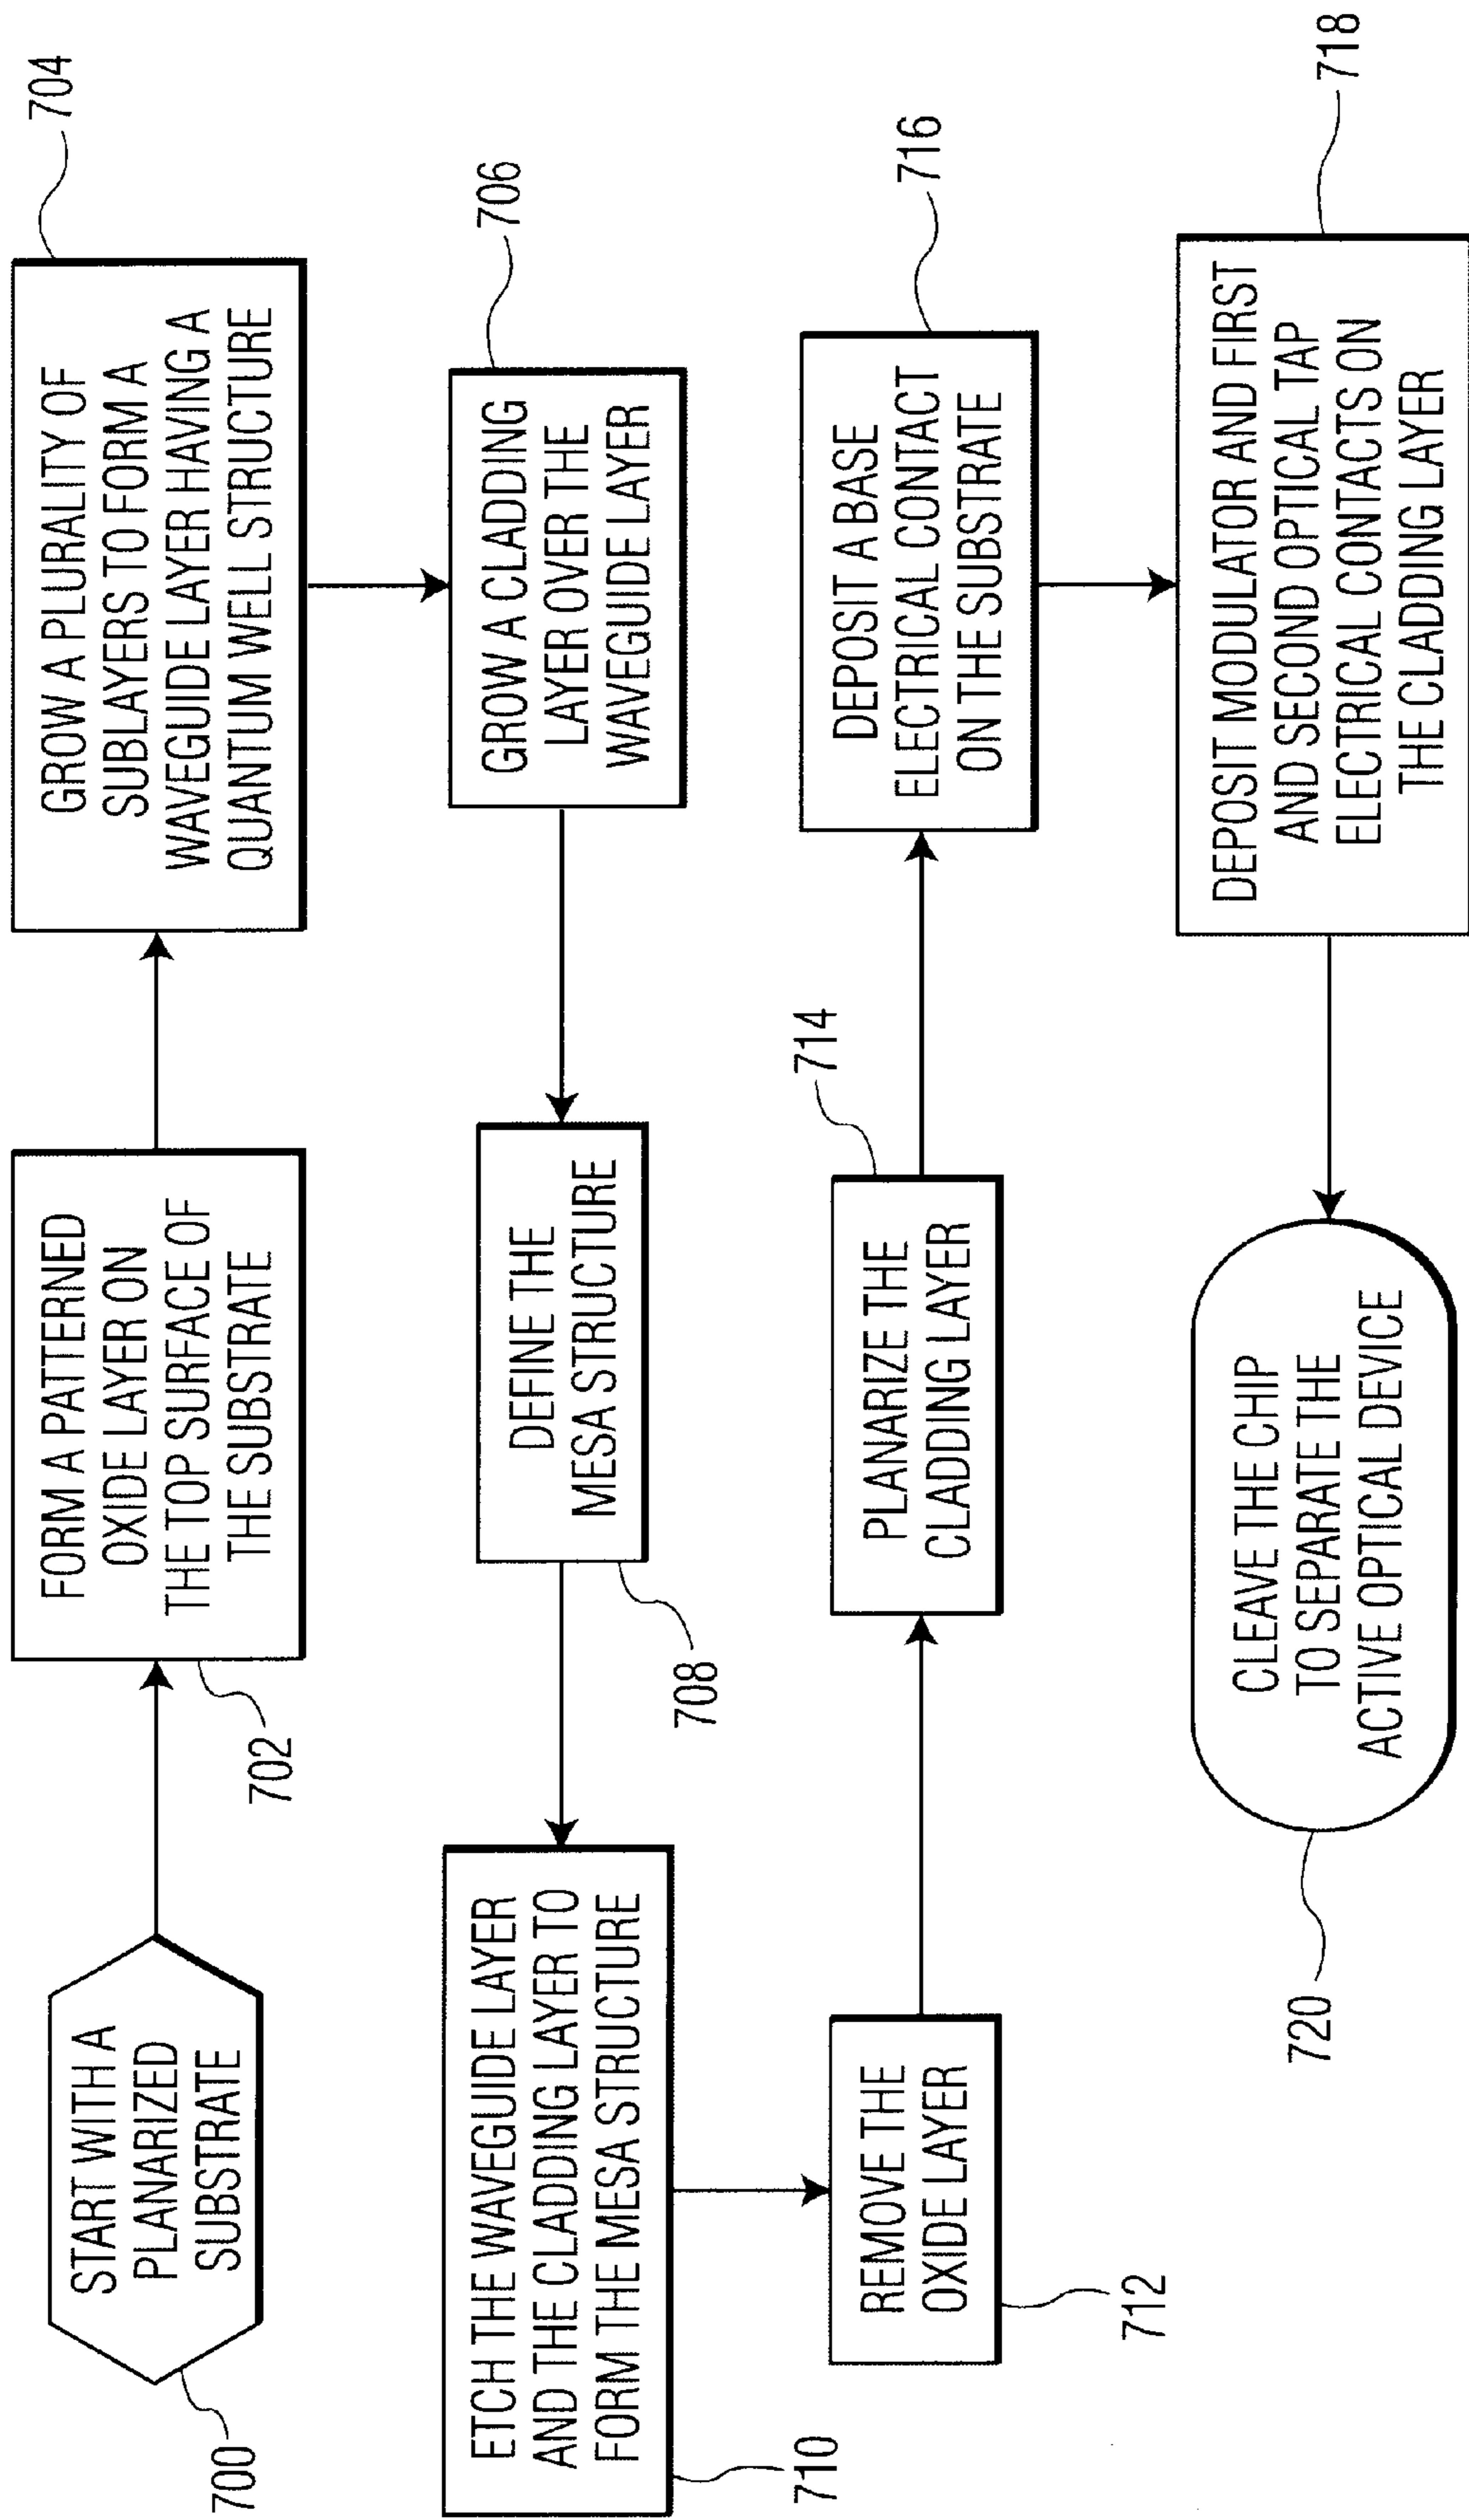 700
START WITH A
PLANARIZED
SUBSTRATE
702
FORM A PATTERNED
OXIDE LAYER ON
THE TOP SURFACE OF
THE SUBSTRATE
704
GROW A PLURALITY OF
SUBLAYERS TO FORM A
WAVEGUIDE LAYER HAVING A
QUANTUM WELL STRUCTURE
706
GROW A CLADDING
LAYER OVER THE
WAVEGUIDE LAYER
708
DEFINE THE
MESA STRUCTURE
710
ETCH THE WAVEGUIDE LAYER
AND THE CLADDING LAYER TO
FORM THE MESA STRUCTURE
712
REMOVE THE
OXIDE LAYER
714
PLANARIZE THE
CLADDING LAYER
716
DEPOSIT A BASE
ELECTRICAL CONTACT
ON THE SUBSTRATE
718
DEPOSIT MODULATOR AND FIRST
AND SECOND OPTICAL TAP
ELECTRICAL CONTACTS ON
THE CLADDING LAYER
720
CLEAVE THE CHIP
TO SEPARATE THE
ACTIVE OPTICAL DEVICE